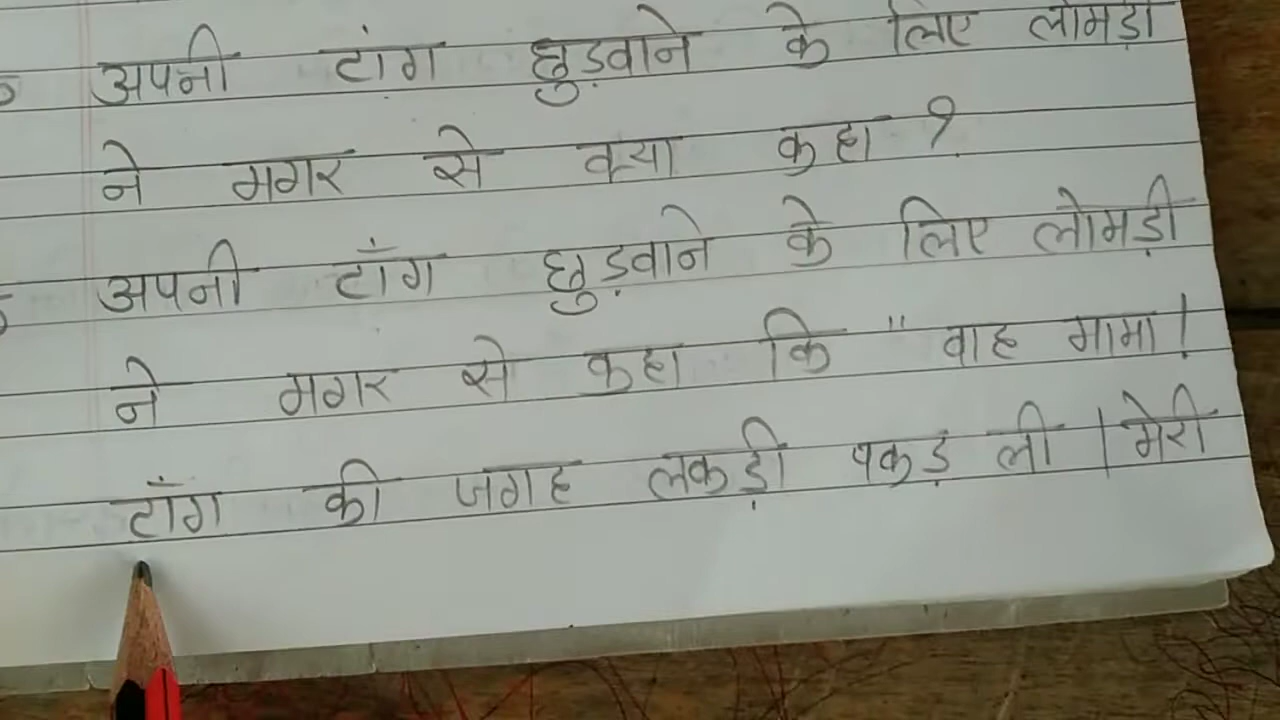 अपनी टांग छुड़वाने के लिए लोमड़ी
ने मगर से क्या कहा ?
अपनी टाँग छुड़वाने के लिए लोमड़ी
ने मगर से कहा कि " वाह मामा !
टाँग की जगह लकड़ी पकड़ ली | मेरी